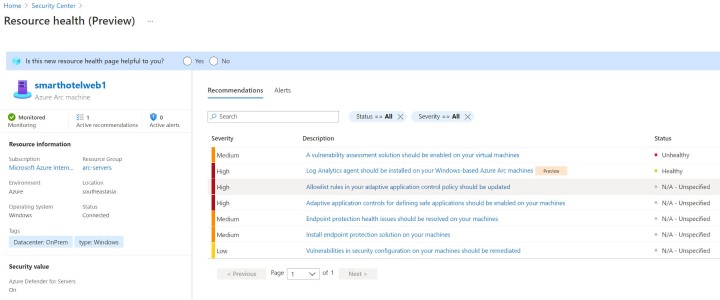 Home > Security Center >
Resource health (Preview) ...
Is this new resource health page helpful to you? Yes No
smarthotelweb1
Azure Arc machine
Monitored
Monitoring
1
Active recommendations
0
Active alerts
Resource information
Subscription
Microsoft Azure Intern...
Resource Group
arc-servers
Environment
Azure
Location
southeastasia
Operating System
Windows
Status
Connected
Tags
Datacenter: OnPrem type: Windows
Security value
Azure Defender for Servers
On
Recommendations Alerts
Search Status == All Severity == All
Severity Description Status
Medium A vulnerability assessment solution should be enabled on your virtual machines Unhealthy
High Log Analytics agent should be installed on your Windows-based Azure Arc machines Preview Healthy
High Allowlist rules in your adaptive application control policy should be updated N/A - Unspecified
High Adaptive application controls for defining safe applications should be enabled on your machines N/A - Unspecified
Medium Endpoint protection health issues should be resolved on your machines N/A - Unspecified
Medium Install endpoint protection solution on your machines N/A - Unspecified
Low Vulnerabilities in security configuration on your machines should be remediated N/A - Unspecified
< Previous Page 1 of 1 Next >